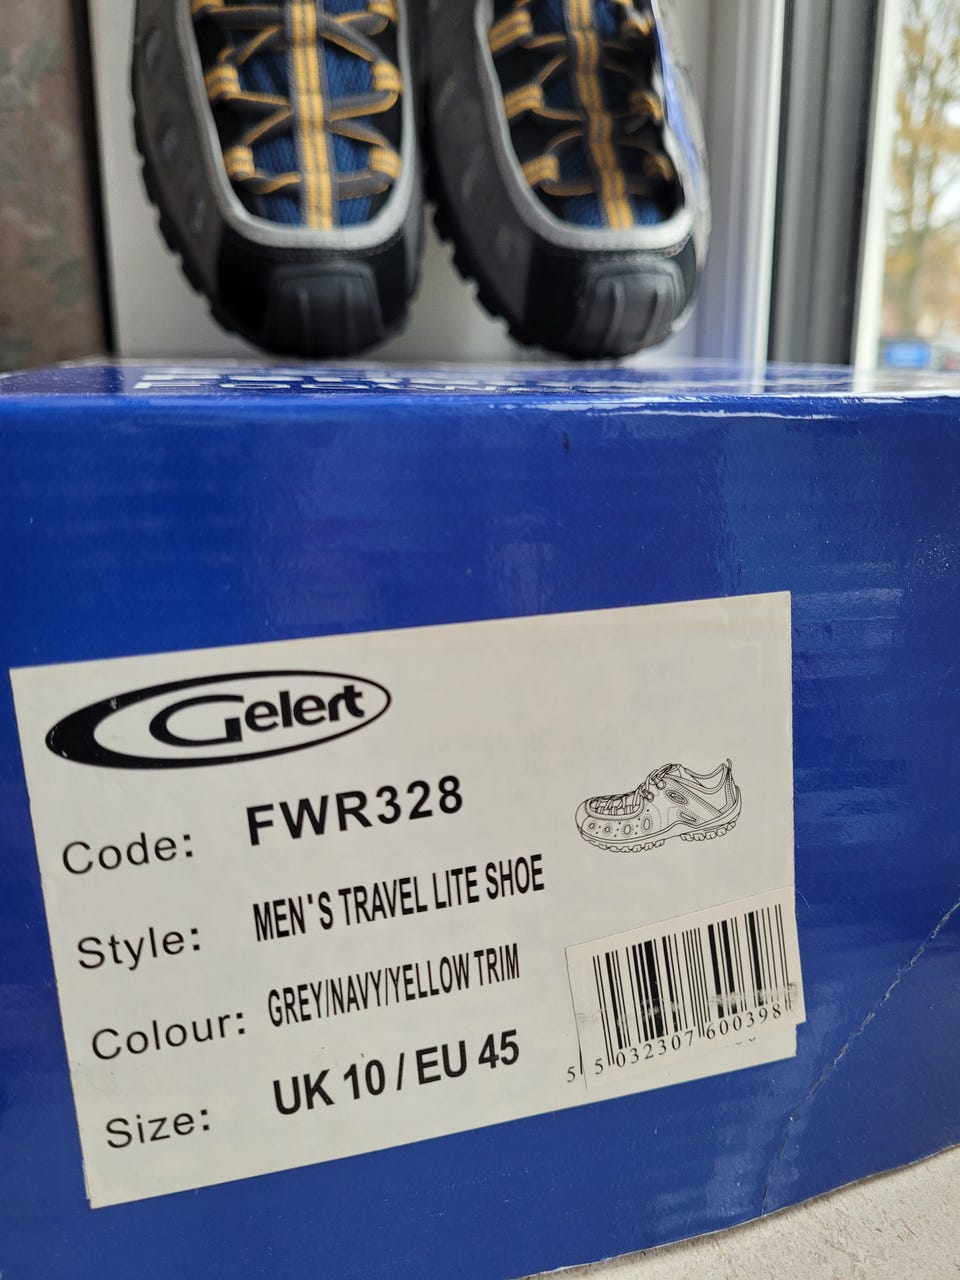 Gelert
Code: FWR328
Style: MEN'S TRAVEL LITE SHOE
Colour: GREY/NAVY/YELLOW TRIM
Size: UK 10 / EU 45
5 5 032307 600398